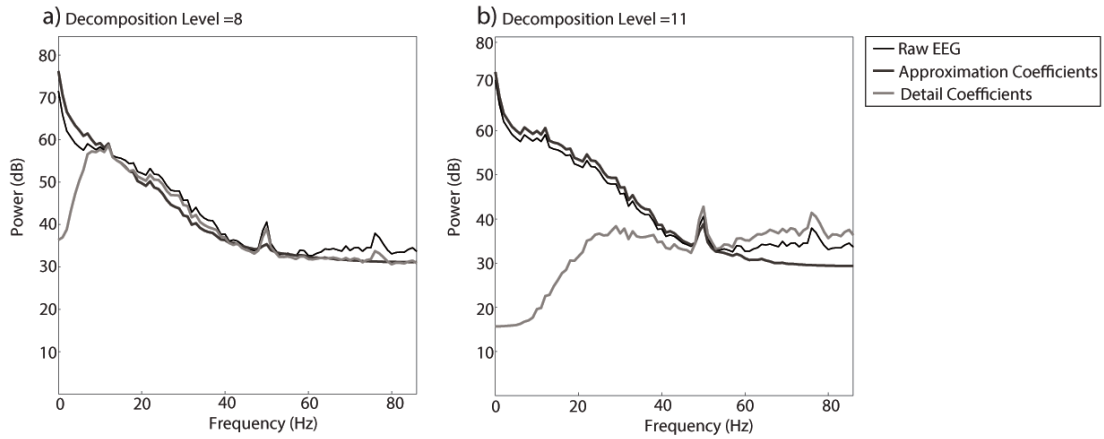 a) Decomposition Level =8
80
70
60
50
40
30
20
10
0
20
40
60
80
Power (dB)
Frequency (Hz)
b) Decomposition Level =11
80
70
60
50
40
30
20
10
0
20
40
60
80
Power (dB)
Frequency (Hz)
Raw EEG
Approximation Coefficients
Detail Coefficients